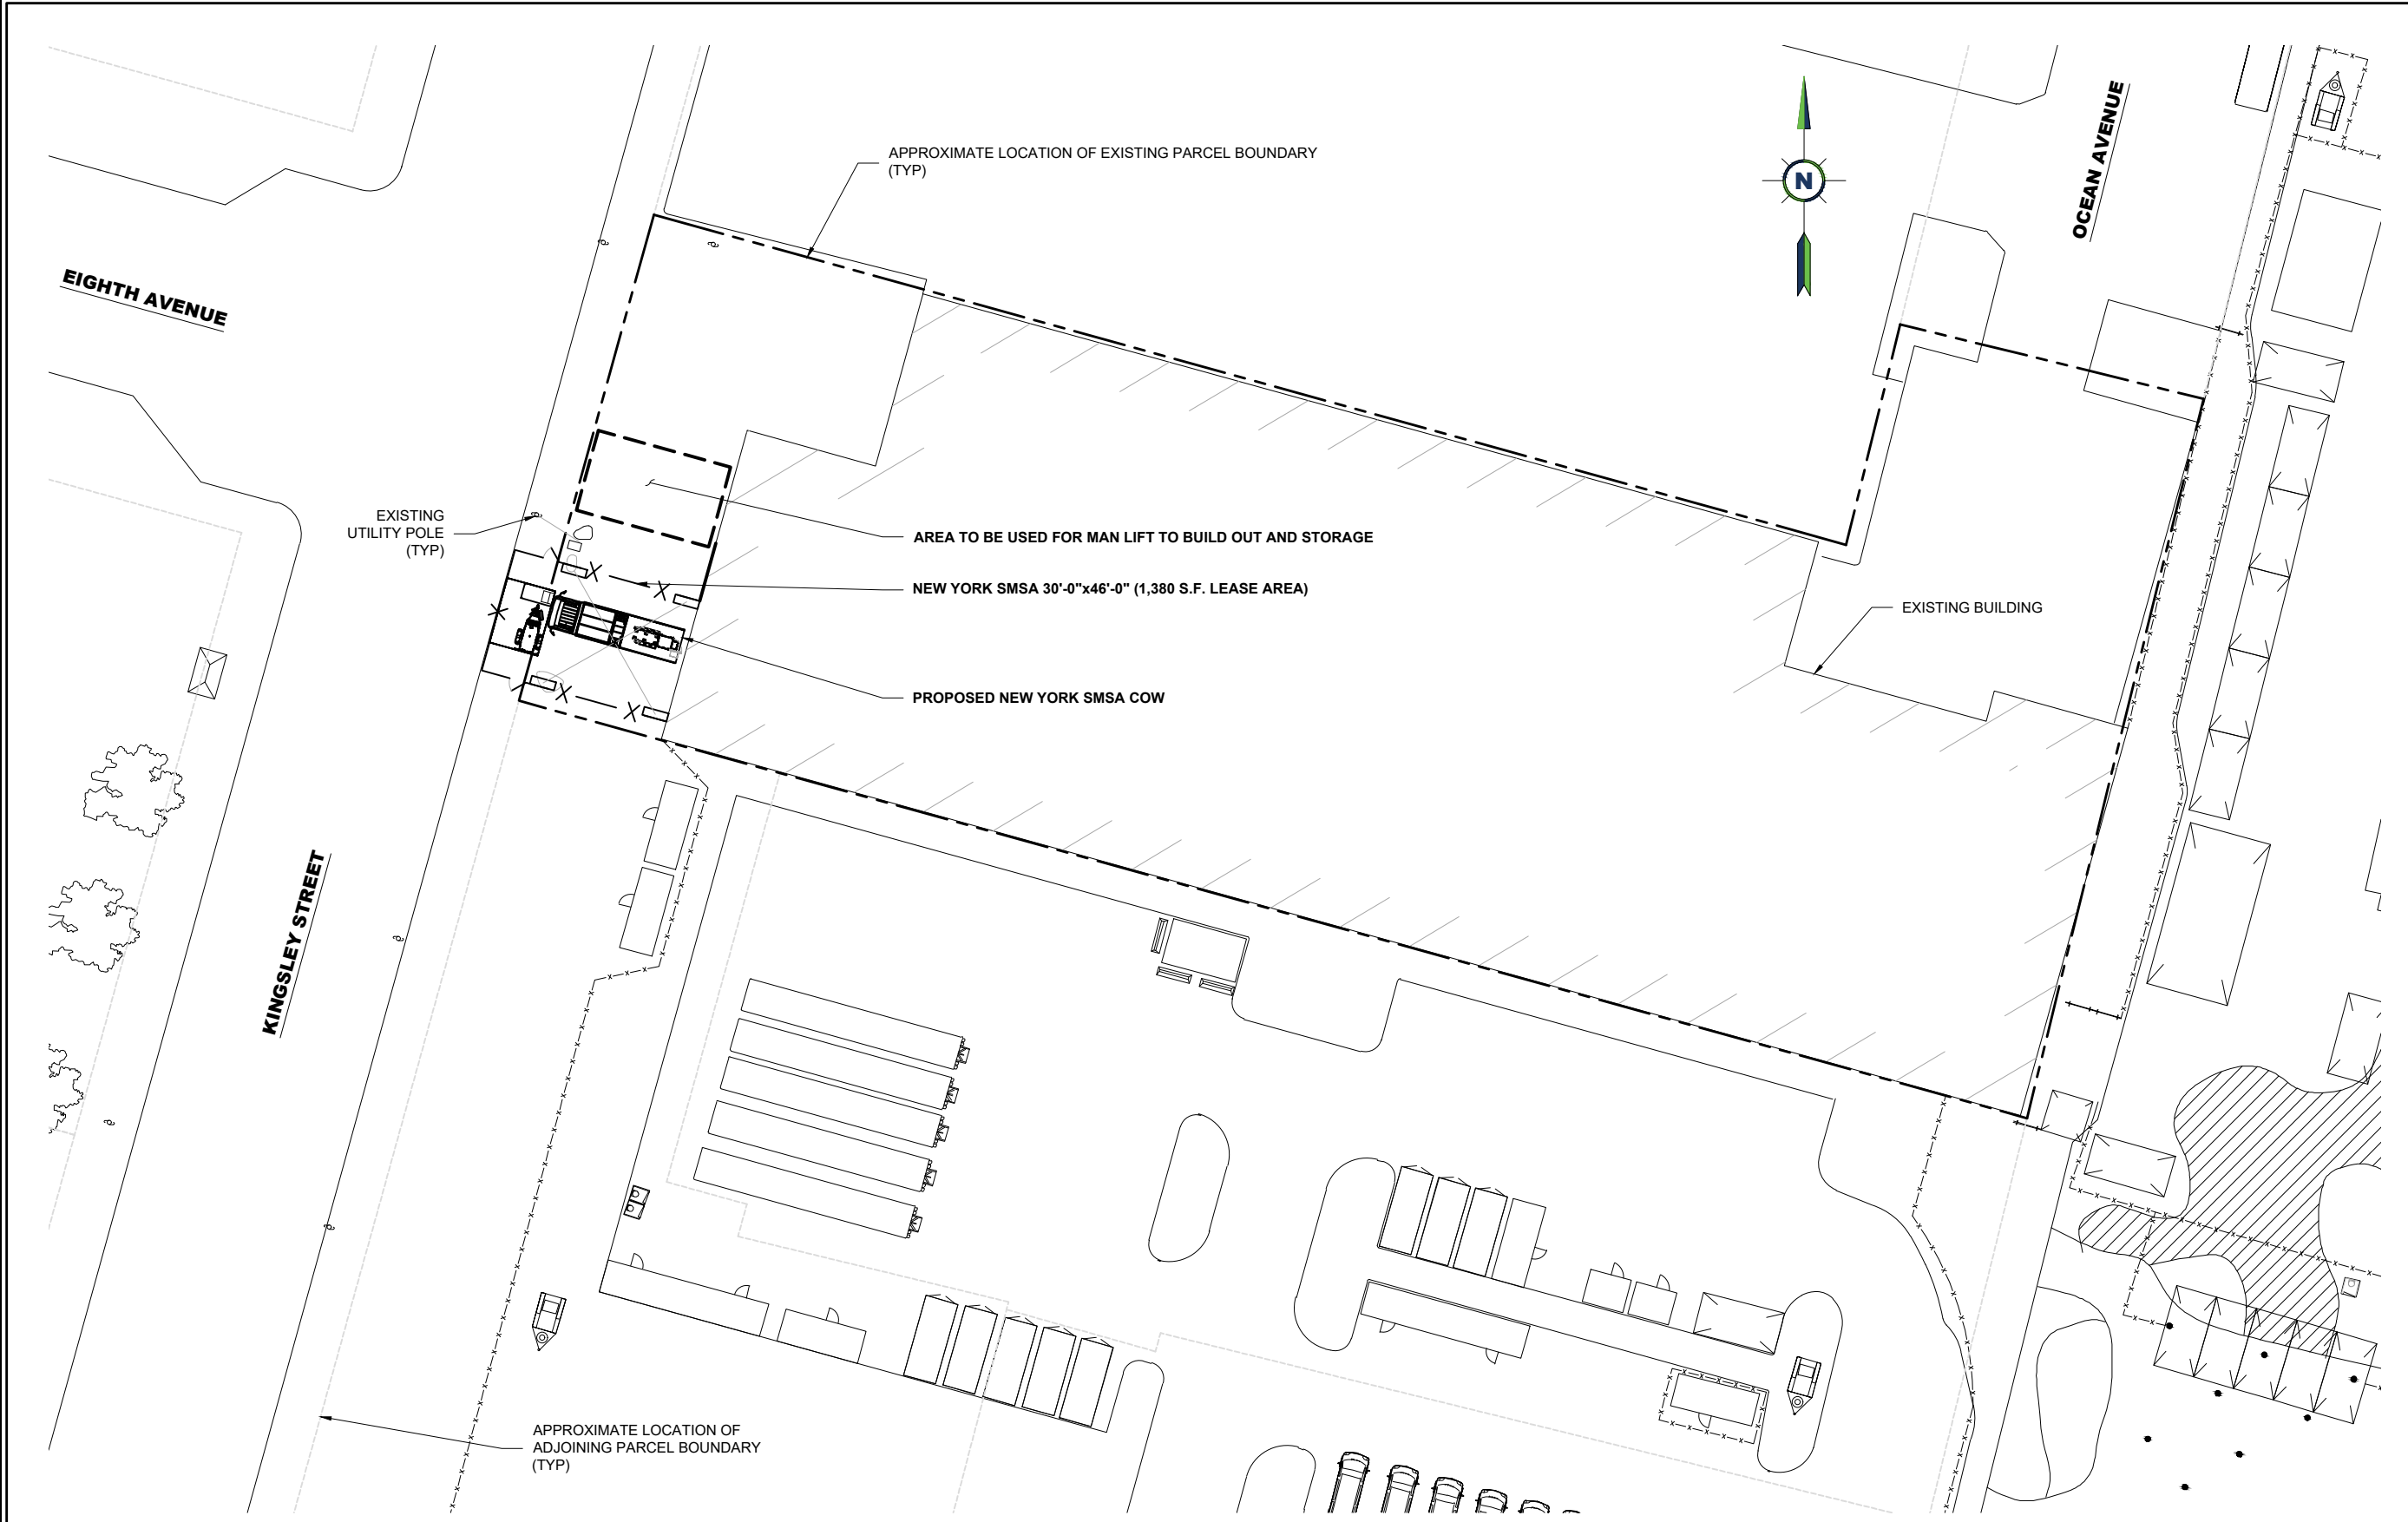 APPROXIMATE LOCATION OF EXISTING PARCEL BOUNDARY
(TYP)
OCEAN AVENUE
N
EIGHTH AVENUE
EXISTING
UTILITY POLE
(TYP)
AREA TO BE USED FOR MAN LIFT TO BUILD OUT AND STORAGE
NEW YORK SMSA 30'-0"x46'-0" (1,380 S.F. LEASE AREA)
EXISTING BUILDING
PROPOSED NEW YORK SMSA COW
KINGSLEY STREET
APPROXIMATE LOCATION OF
ADJOINING PARCEL BOUNDARY
(TYP)